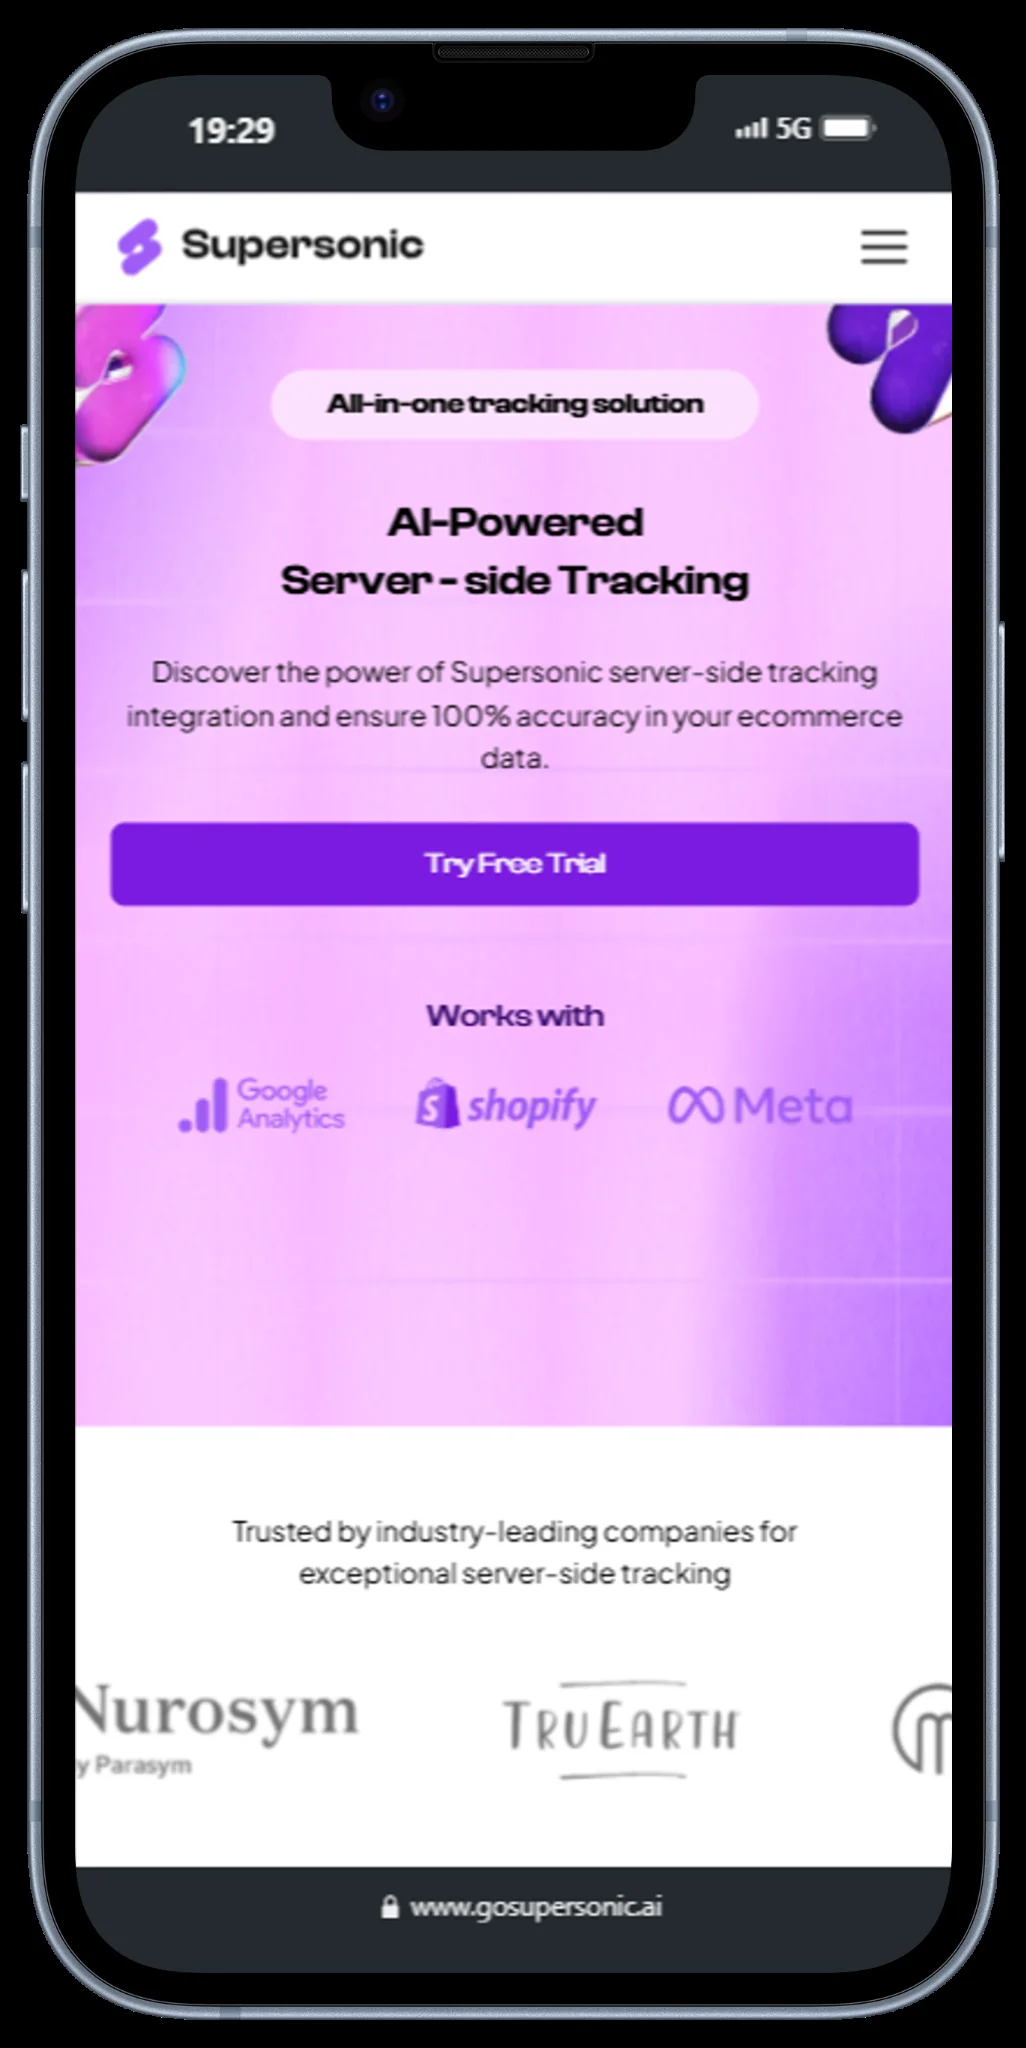 19:29 5G
Supersonic
All-in-one tracking solution
AI-Powered
Server - side Tracking
Discover the power of Supersonic server-side tracking
integration and ensure 100% accuracy in your ecommerce
data.
Try Free Trial
Works with
Google
Analytics
shopify
Meta
Trusted by industry-leading companies for
exceptional server-side tracking
Nurosym
y Parasym
TRUEARTH
www.gosupersonic.ai